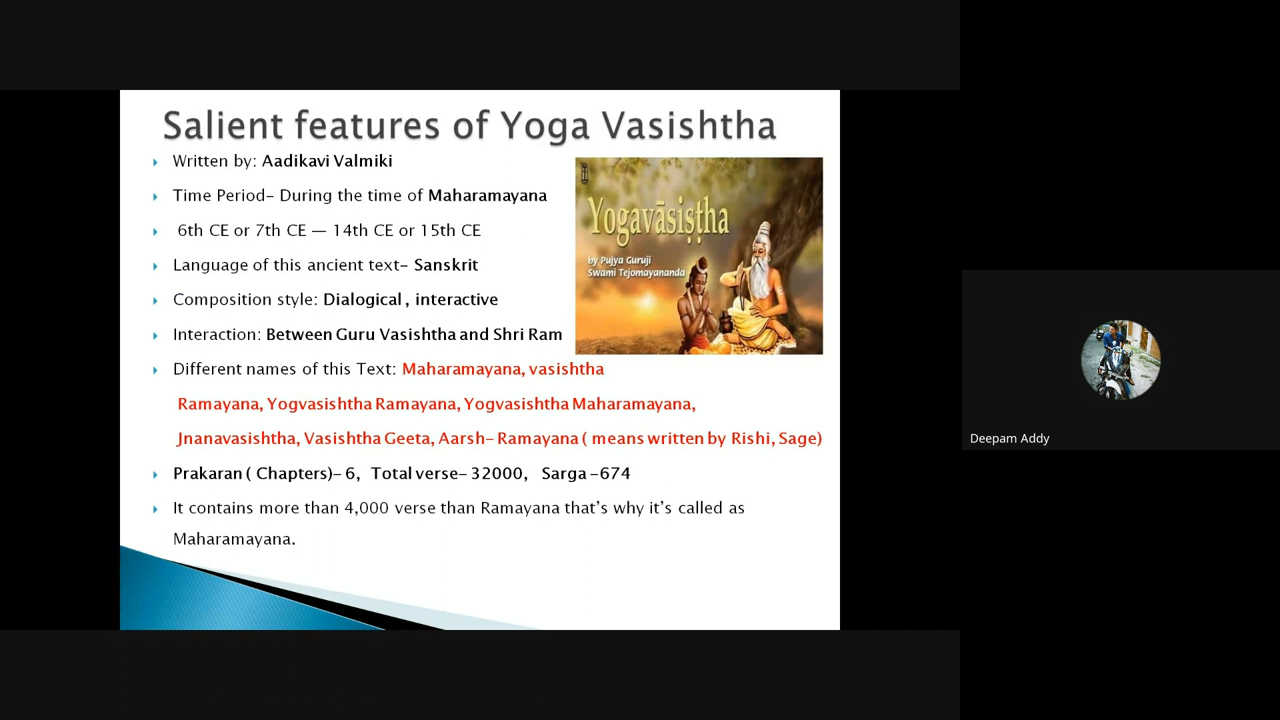 Salient features of Yoga Vasishtha
Written by: Aadikavi Valmiki
Time Period– During the time of Maharamayana
6th CE or 7th CE — 14th CE or 15th CE
Language of this ancient text– Sanskrit
Composition style: Dialogical , interactive
Interaction: Between Guru Vasishtha and Shri Ram
Different names of this Text: Maharamayana, vasishtha
Ramayana, Yogvasishtha Ramayana, Yogvasishtha Maharamayana,
Jnanavasishtha, Vasishtha Geeta, Aarsh– Ramayana ( means written by Rishi, Sage)
Prakaran ( Chapters)– 6, Total verse– 32000, Sarga –674
It contains more than 4,000 verse than Ramayana that’s why it’s called as
Maharamayana.
Yogavāsiṣṭha
by Pujya Guruji
Swami Tejomayananda
Deepam Addy